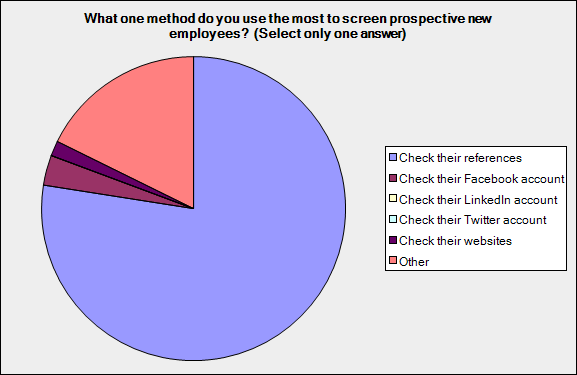 What one method do you use the most to screen prospective new
employees? (Select only one answer)
Check their references
Check their Facebook account
Check their LinkedIn account
Check their Twitter account
Check their websites
Other